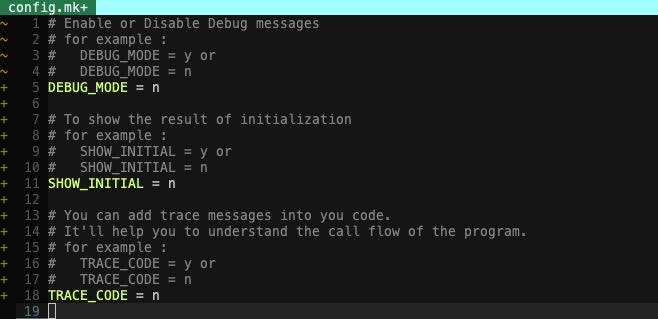 config.mk+
~ 1 # Enable or Disable Debug messages
~ 2 # for example :
~ 3 #   DEBUG_MODE = y or
~ 4 #   DEBUG_MODE = n
+ 5 DEBUG_MODE = n
+ 6
+ 7 # To show the result of initialization
+ 8 # for example :
+ 9 #   SHOW_INITIAL = y or
+ 10 #   SHOW_INITIAL = n
+ 11 SHOW_INITIAL = n
+ 12
+ 13 # You can add trace messages into you code.
+ 14 # It'll help you to understand the call flow of the program.
+ 15 # for example :
+ 16 #   TRACE_CODE = y or
+ 17 #   TRACE_CODE = n
+ 18 TRACE_CODE = n
19